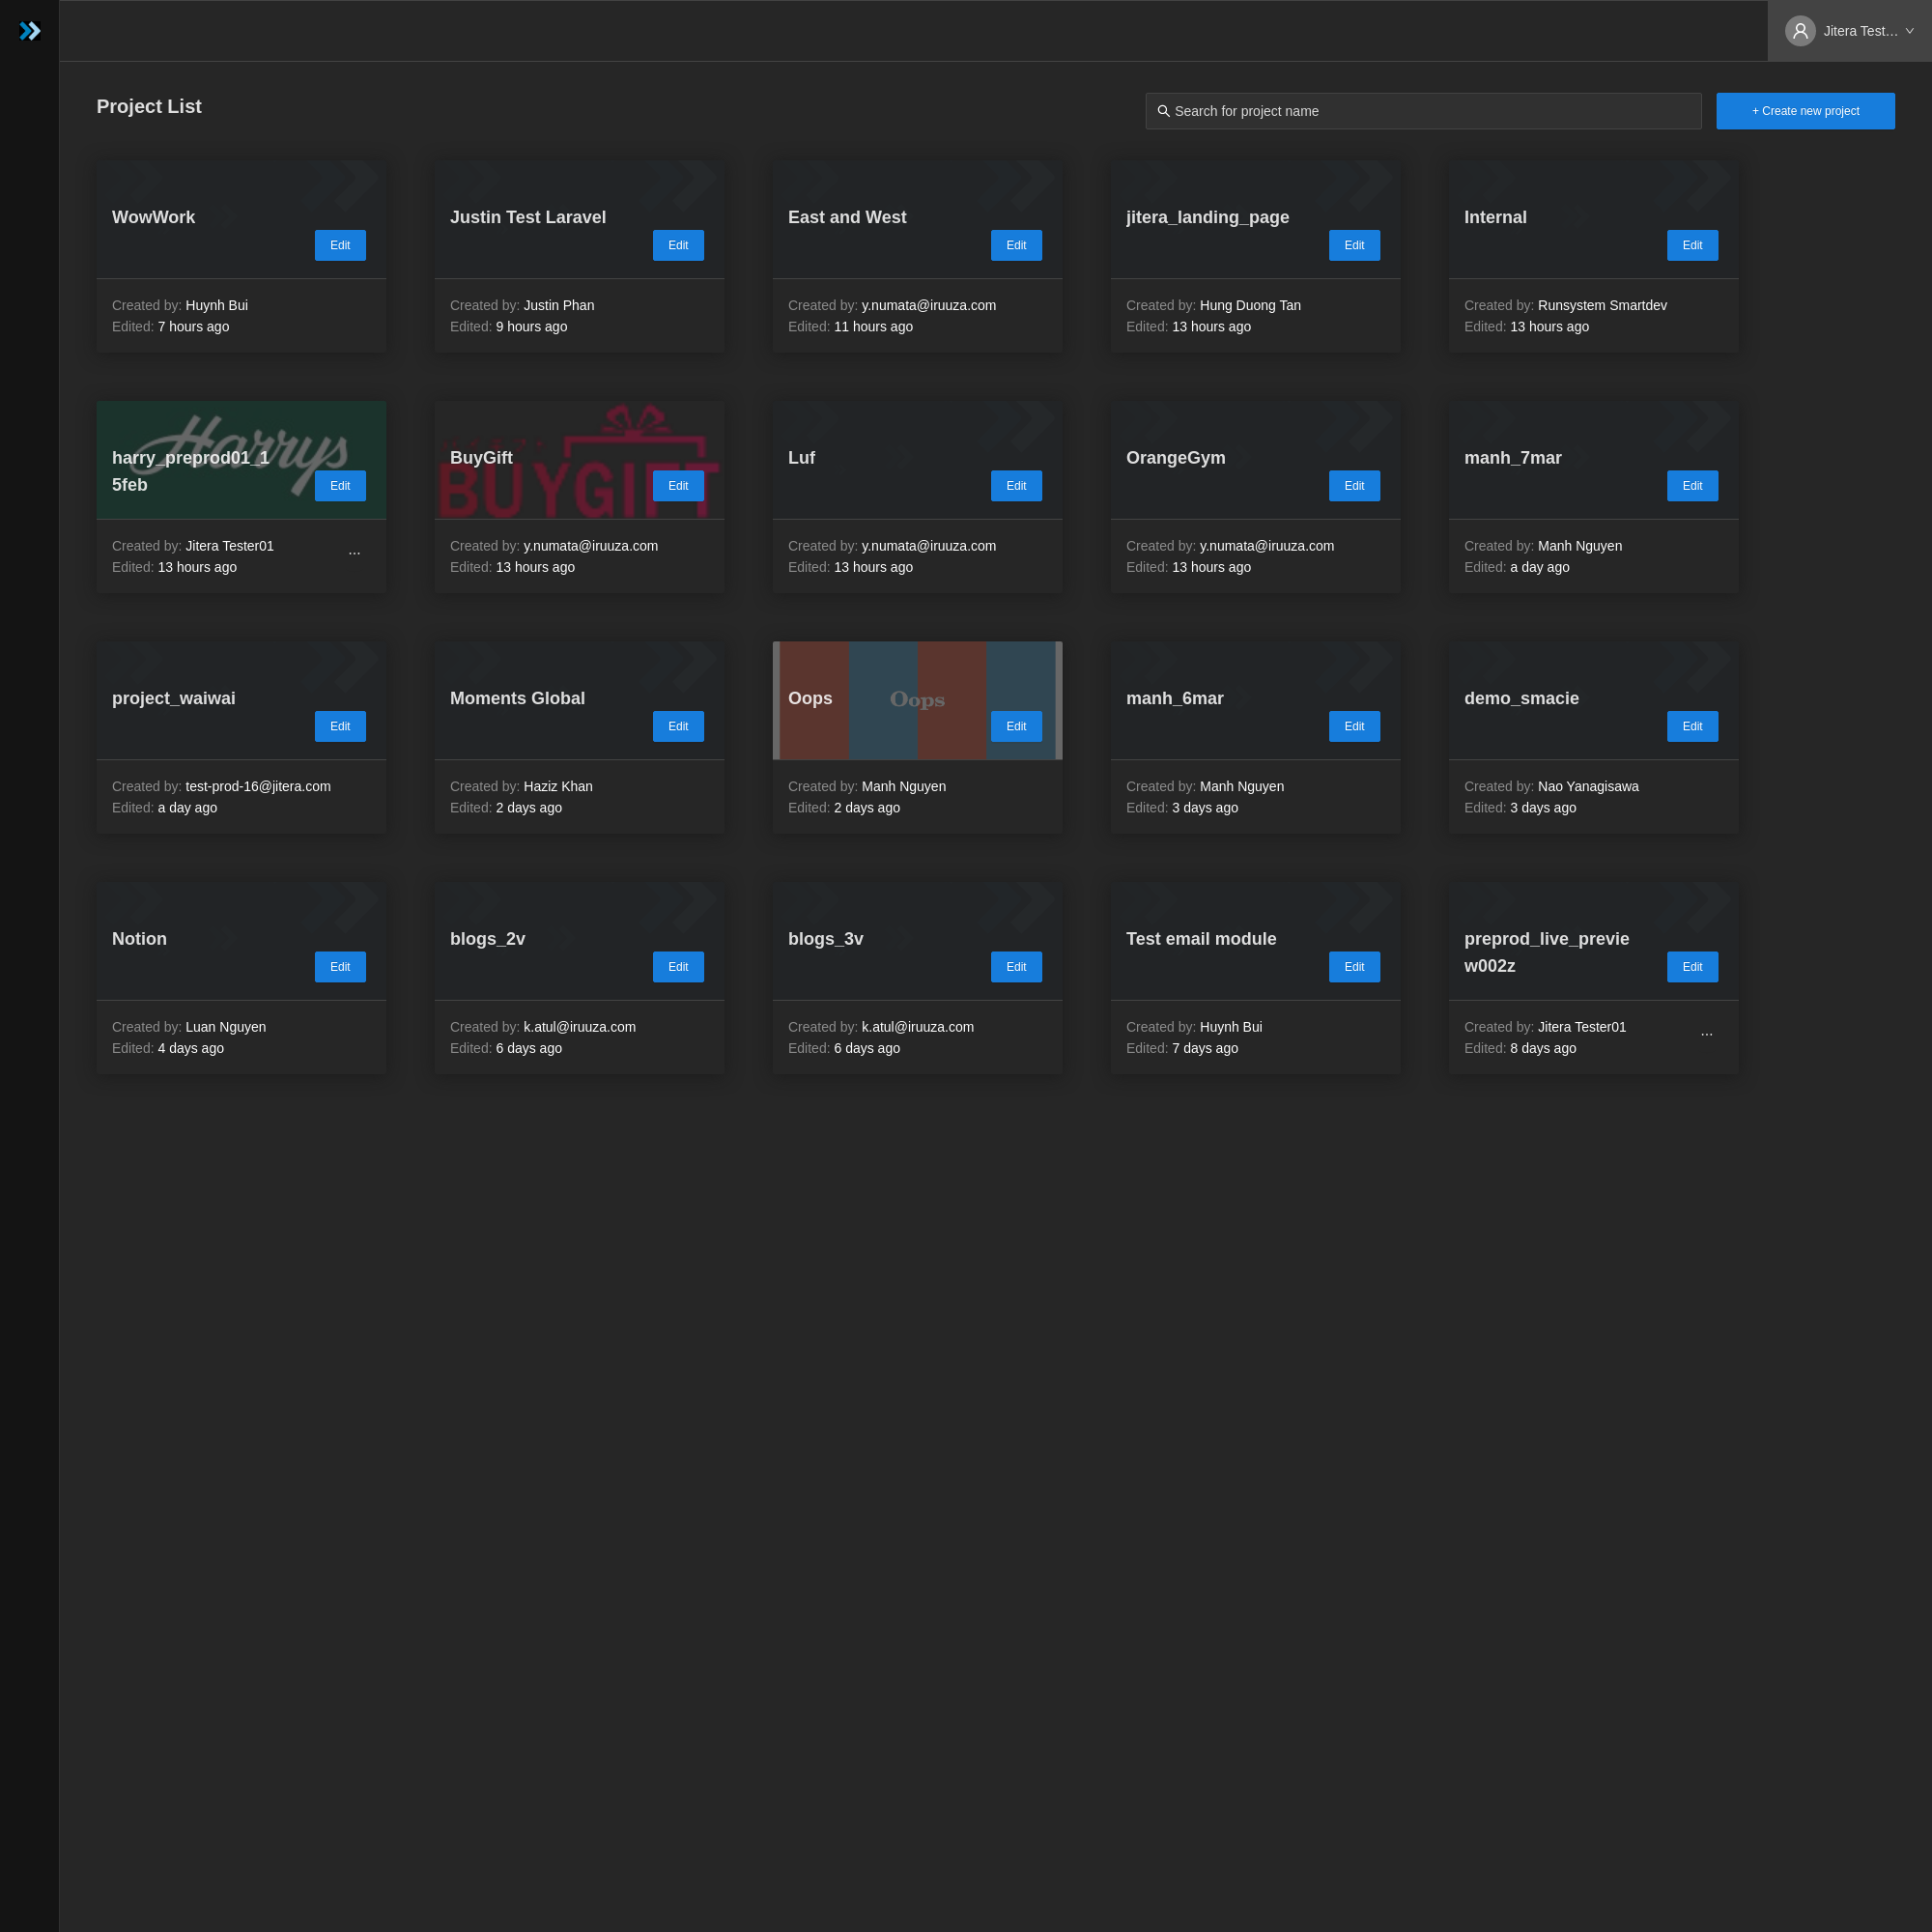 Jitera Test…
Project List
Search for project name
+ Create new project
WowWork
Edit
Created by: Huynh Bui
Edited: 7 hours ago
Justin Test Laravel
Edit
Created by: Justin Phan
Edited: 9 hours ago
East and West
Edit
Created by: y.numata@iruuza.com
Edited: 11 hours ago
jitera_landing_page
Edit
Created by: Hung Duong Tan
Edited: 13 hours ago
Internal
Edit
Created by: Runsystem Smartdev
Edited: 13 hours ago
Harrys
harry_preprod01_1
5feb
Edit
Created by: Jitera Tester01
Edited: 13 hours ago
...
BuyGift
BUYGIFT
Edit
Created by: y.numata@iruuza.com
Edited: 13 hours ago
Luf
Edit
Created by: y.numata@iruuza.com
Edited: 13 hours ago
OrangeGym
Edit
Created by: y.numata@iruuza.com
Edited: 13 hours ago
manh_7mar
Edit
Created by: Manh Nguyen
Edited: a day ago
project_waiwai
Edit
Created by: test-prod-16@jitera.com
Edited: a day ago
Moments Global
Edit
Created by: Haziz Khan
Edited: 2 days ago
Oops
Oops
Edit
Created by: Manh Nguyen
Edited: 2 days ago
manh_6mar
Edit
Created by: Manh Nguyen
Edited: 3 days ago
demo_smacie
Edit
Created by: Nao Yanagisawa
Edited: 3 days ago
Notion
Edit
Created by: Luan Nguyen
Edited: 4 days ago
blogs_2v
Edit
Created by: k.atul@iruuza.com
Edited: 6 days ago
blogs_3v
Edit
Created by: k.atul@iruuza.com
Edited: 6 days ago
Test email module
Edit
Created by: Huynh Bui
Edited: 7 days ago
preprod_live_previe
w002z
Edit
Created by: Jitera Tester01
Edited: 8 days ago
...